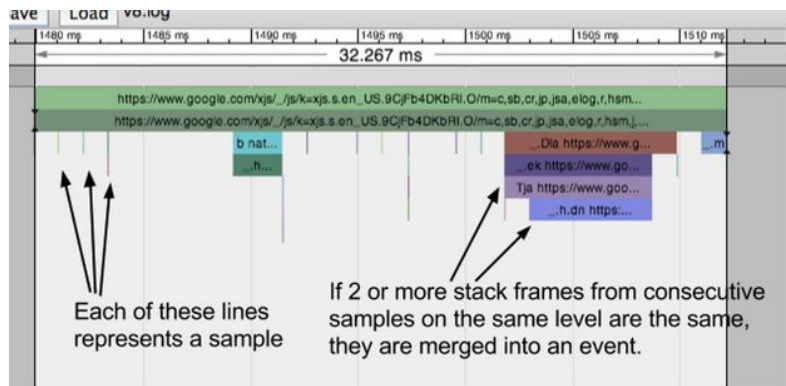 ave Load v8.log
1480 ms 1485 ms 1490 ms 1495 ms 1500 ms 1505 ms 1510 ms
32.267 ms
https://www.google.com/xjs/_/js/k=xjs.s.en_US.9CjFb4DKbRI.O/m=c,sb,cr,jp,jsa,elog,r,hsm...
https://www.google.com/xjs/_/js/k=xjs.s.en_US.9CjFb4DKbRI.O/m=c,sb,cr,jp,jsa,elog,r,hsm,j,...
b nat... _.Dla https://www.g... _.m
_.h... _.ek https://www.go...
Tja https://www.goo...
_.h.dn https:...
Each of these lines
represents a sample
If 2 or more stack frames from consecutive
samples on the same level are the same,
they are merged into an event.